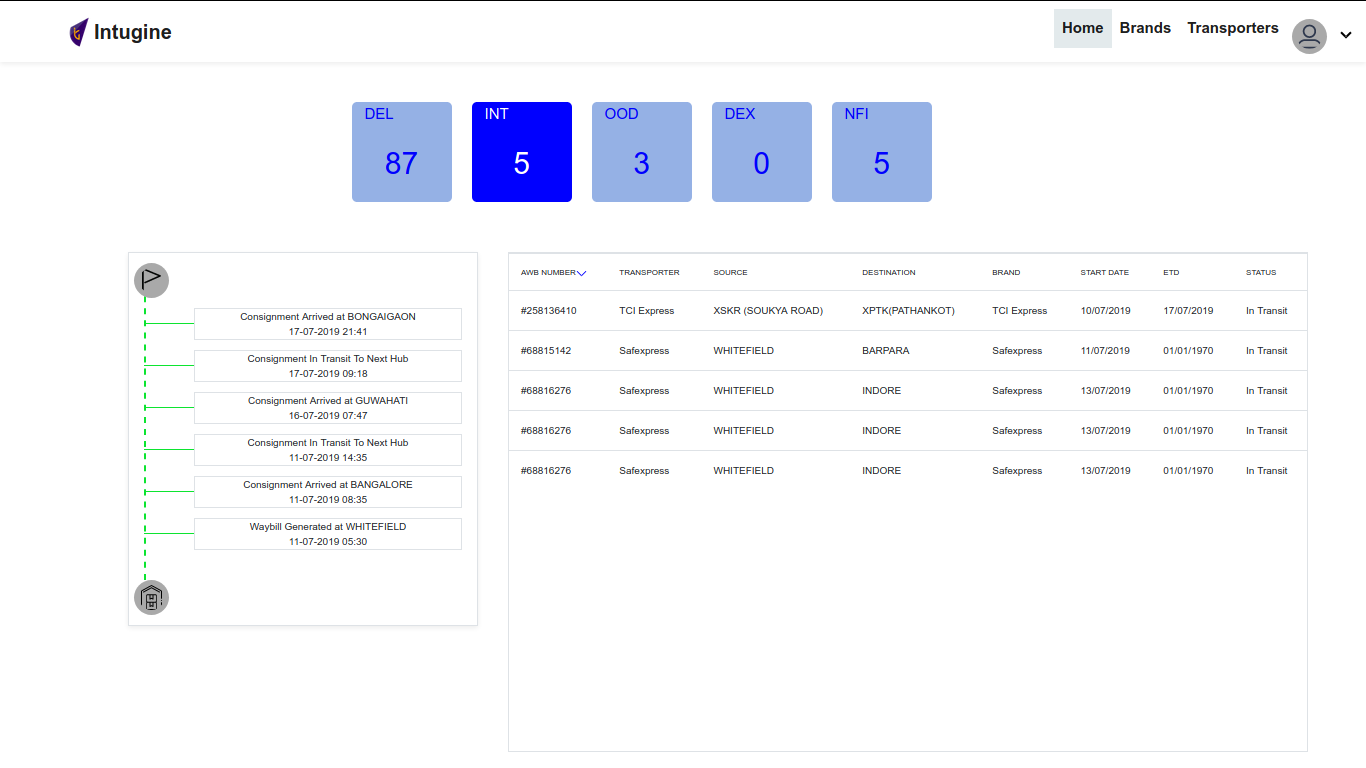 Intugine
Home Brands Transporters
DEL INT OOD DEX NFI
87 5 3 0 5
Consignment Arrived at BONGAIGAON
17-07-2019 21:41
Consignment In Transit To Next Hub
17-07-2019 09:18
Consignment Arrived at GUWAHATI
16-07-2019 07:47
Consignment In Transit To Next Hub
11-07-2019 14:35
Consignment Arrived at BANGALORE
11-07-2019 08:35
Waybill Generated at WHITEFIELD
11-07-2019 05:30
AWB NUMBER TRANSPORTER SOURCE DESTINATION BRAND START DATE ETD STATUS
#258136410 TCI Express XSKR (SOUKYA ROAD) XPTK(PATHANKOT) TCI Express 10/07/2019 17/07/2019 In Transit
#68815142 Safexpress WHITEFIELD BARPARA Safexpress 11/07/2019 01/01/1970 In Transit
#68816276 Safexpress WHITEFIELD INDORE Safexpress 13/07/2019 01/01/1970 In Transit
#68816276 Safexpress WHITEFIELD INDORE Safexpress 13/07/2019 01/01/1970 In Transit
#68816276 Safexpress WHITEFIELD INDORE Safexpress 13/07/2019 01/01/1970 In Transit